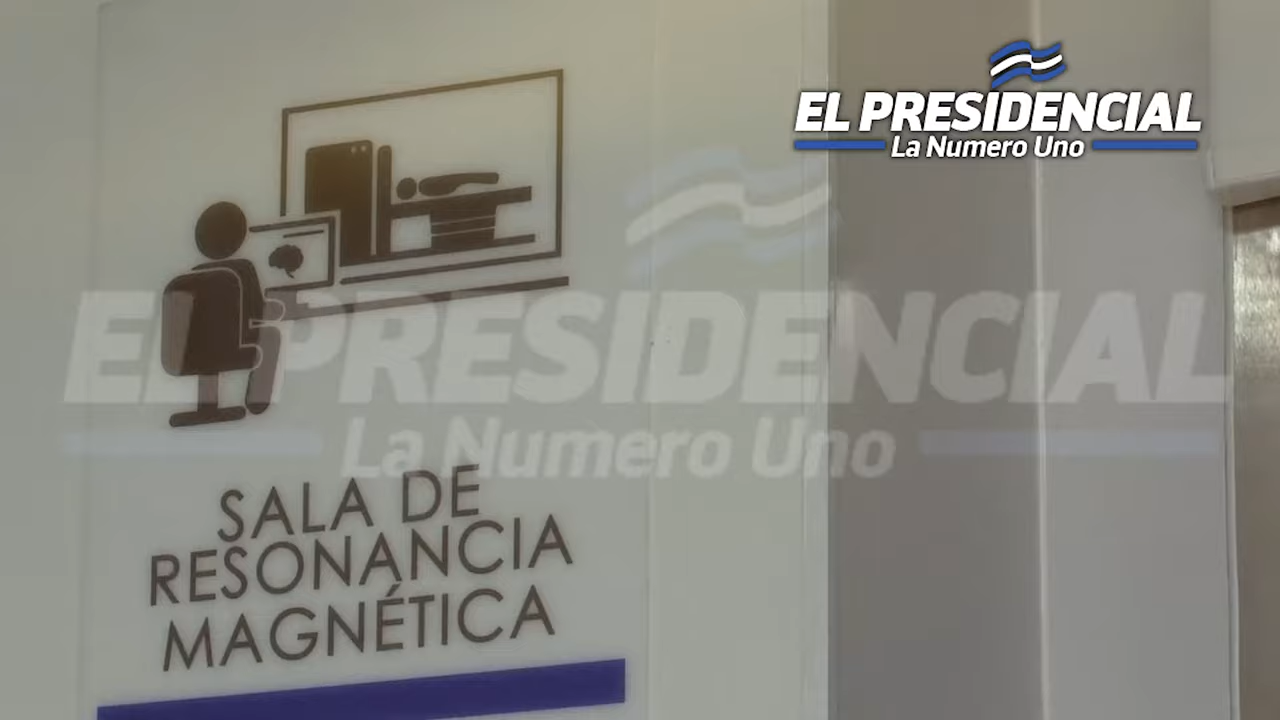 EL PRESIDENCIAL
La Numero Uno
EL PRESIDENCIAL
La Numero Uno
SALA DE
RESONANCIA
MAGNÉTICA